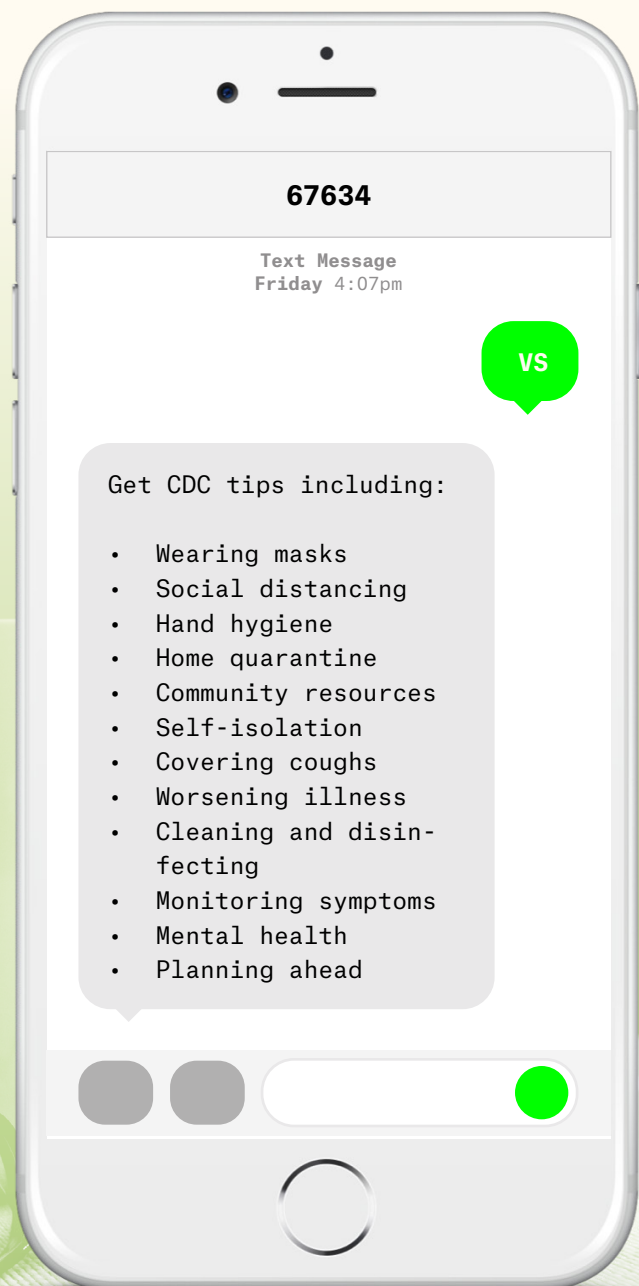 67634
Text Message
Friday 4:07pm
VS
Get CDC tips including:
• Wearing masks
• Social distancing
• Hand hygiene
• Home quarantine
• Community resources
• Self-isolation
• Covering coughs
• Worsening illness
• Cleaning and disin-
fecting
• Monitoring symptoms
• Mental health
• Planning ahead